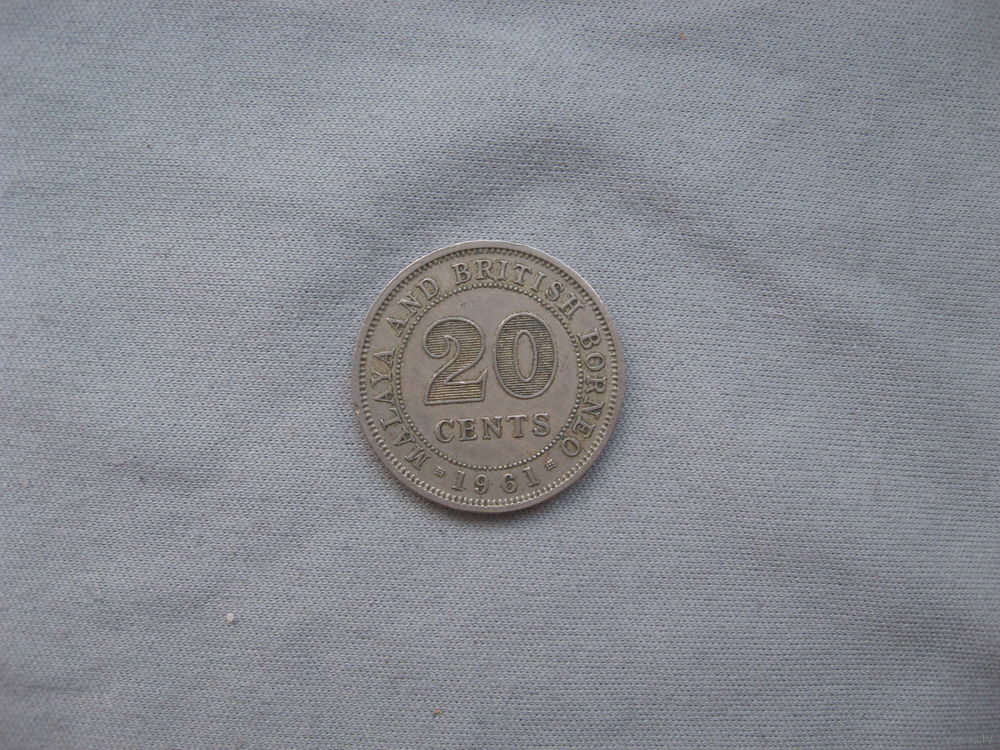 MALAYA AND BRITISH BORNEO
20
CENTS
1961